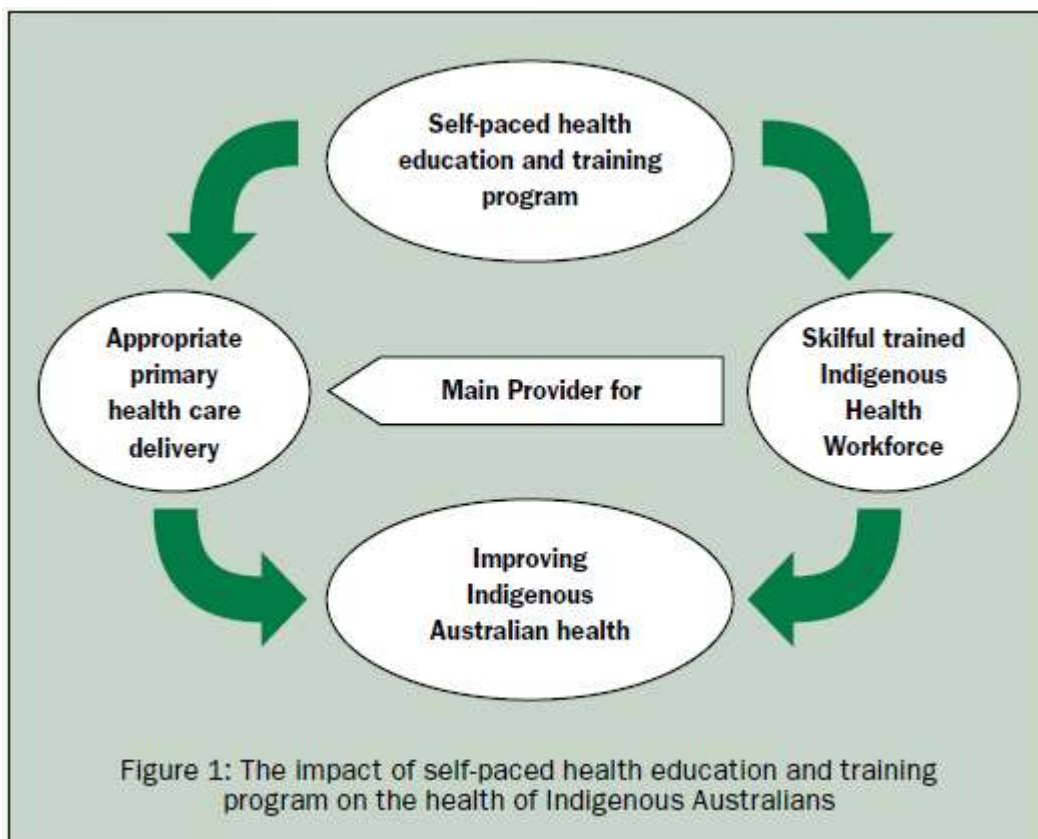 Self-paced health
education and training
program
Appropriate
primary
health care
delivery
Main Provider for
Skilful trained
Indigenous
Health
Workforce
Improving
Indigenous
Australian health
Figure 1: The impact of self-paced health education and training
program on the health of Indigenous Australians